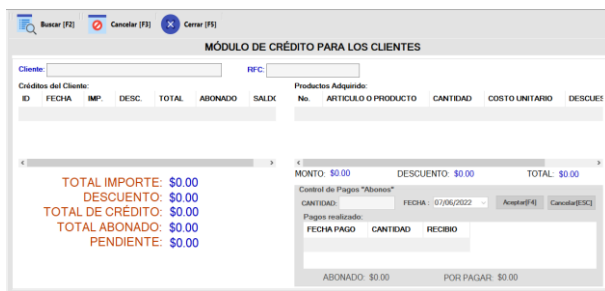 Buscar [F2] Cancelar [F3] Cerrar [F5]
MÓDULO DE CRÉDITO PARA LOS CLIENTES
Cliente: RFC:
Créditos del Cliente: Productos Adquirido:
ID FECHA IMP. DESC. TOTAL ABONADO SALDO No. ARTICULO O PRODUCTO CANTIDAD COSTO UNITARIO DESCUES
MONTO: $0.00 DESCUENTO: $0.00 TOTAL: $0.00
TOTAL IMPORTE: $0.00
DESCUENTO: $0.00
TOTAL DE CRÉDITO: $0.00
TOTAL ABONADO: $0.00
PENDIENTE: $0.00
Control de Pagos "Abonos"
CANTIDAD: FECHA: 07/06/2022 Aceptar[F4] Cancelar[ESC]
Pagos realizado:
FECHA PAGO CANTIDAD RECIBIO
ABONADO: $0.00 POR PAGAR: $0.00